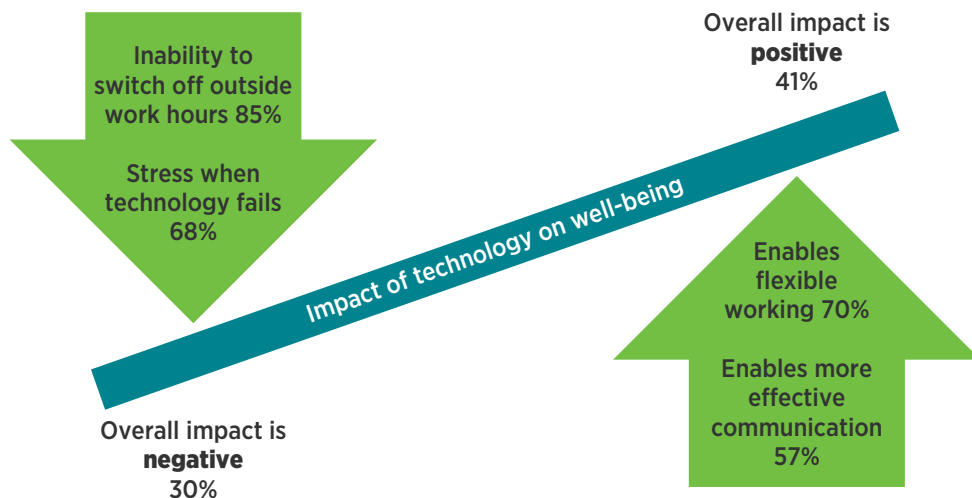 Inability to
switch off outside
work hours 85%
Stress when
technology fails
68%
Overall impact is
positive
41%
Impact of technology on well-being
Enables
flexible
working 70%
Enables more
effective
communication
57%
Overall impact is
negative
30%